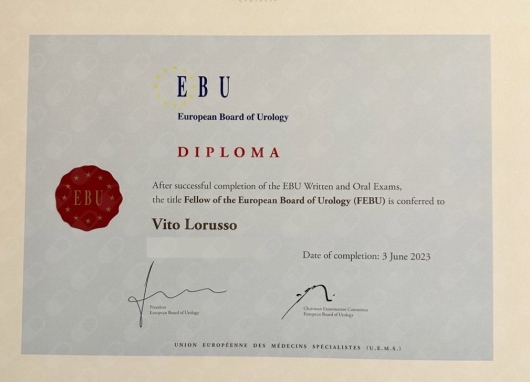 EBU
European Board of Urology
DIPLOMA
After successful completion of the EBU Written and Oral Exams,
the title Fellow of the European Board of Urology (FEBU) is conferred to
Vito Lorusso
EBU
Date of completion: 3 June 2023
President
European Board of Urology
Chairman Examination Committee
European Board of Urology
UNION EUROPÉENNE DES MÉDECINS SPÉCIALISTES (U.E.M.S.)